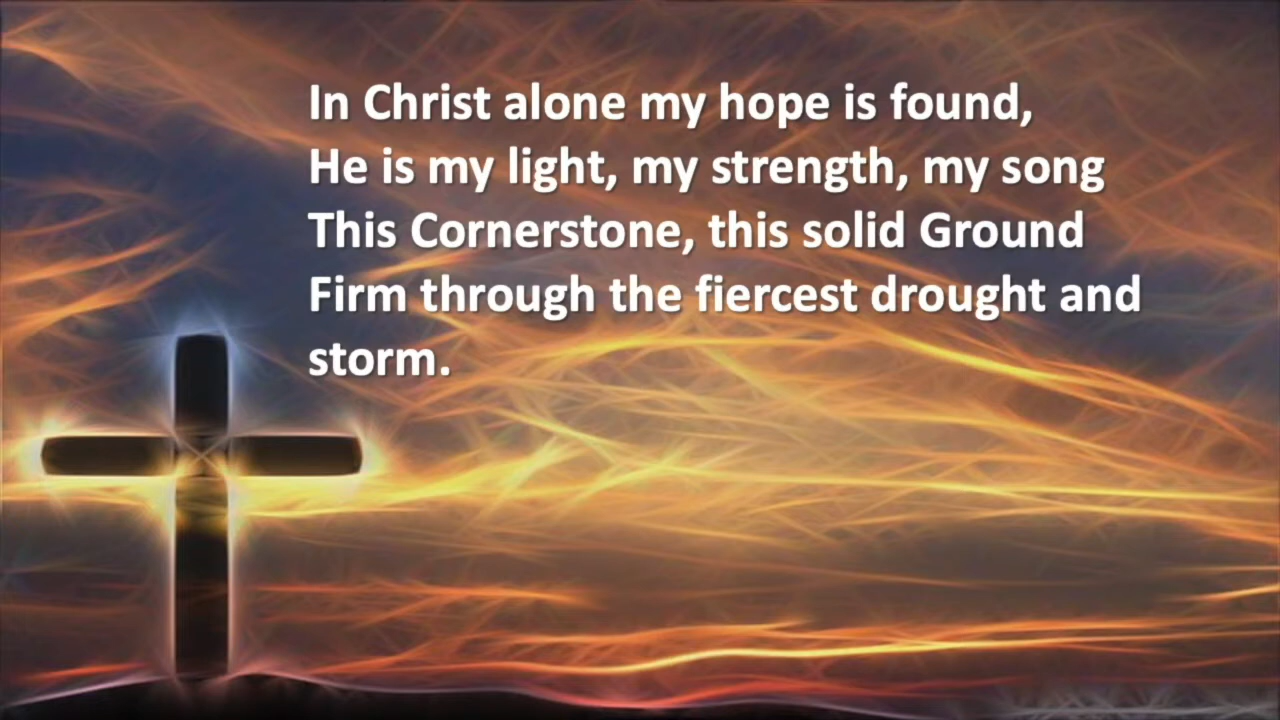 In Christ alone my hope is found,
He is my light, my strength, my song
This Cornerstone, this solid Ground
Firm through the fiercest drought and
storm.